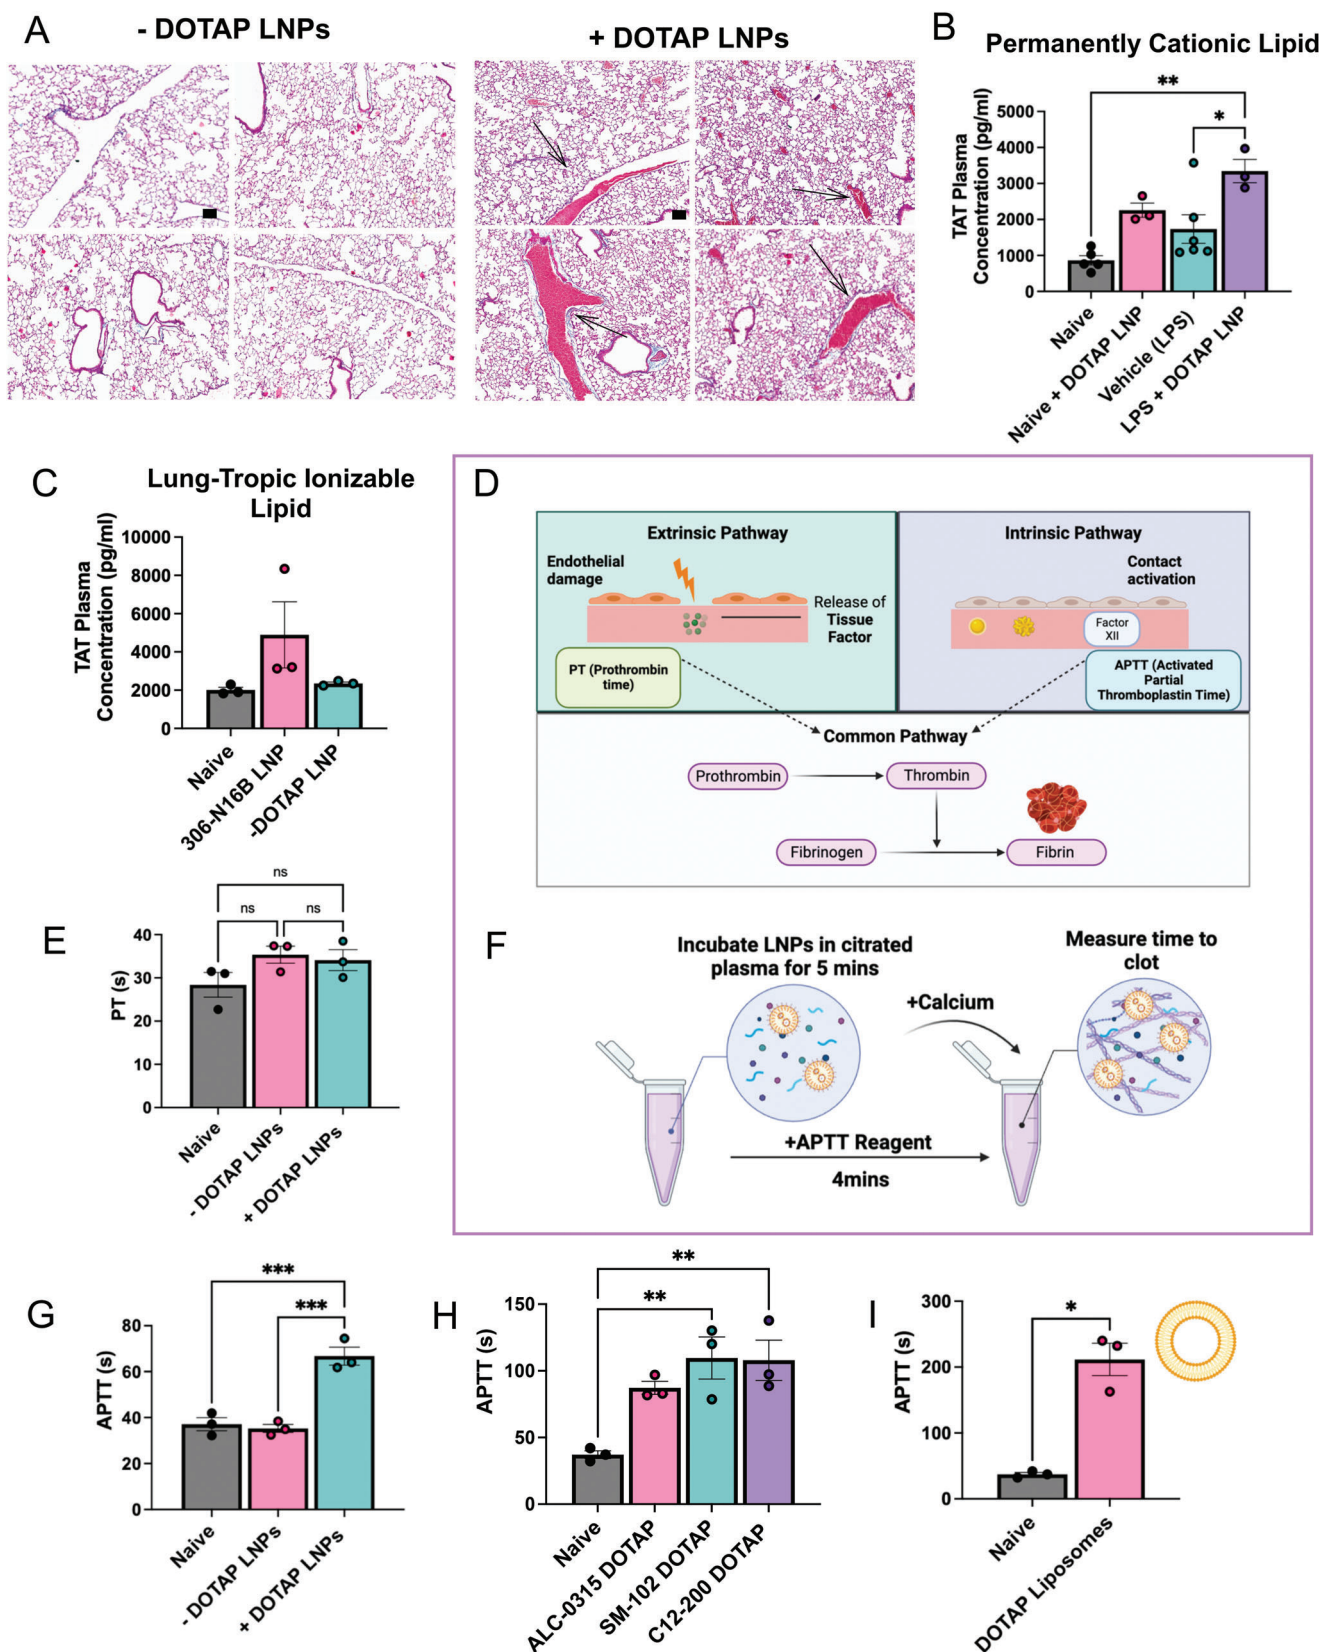 A
- DOTAP LNPs
+ DOTAP LNPs
B
Permanently Cationic Lipid
**
*
TAT Plasma
Concentration (pg/ml)
5000
4000
3000
2000
1000
0
Naive
Naive + DOTAP LNP
Vehicle (LPS)
LPS + DOTAP LNP
C
Lung-Tropic Ionizable
Lipid
TAT Plasma
Concentration (pg/ml)
10000
8000
6000
4000
2000
0
Naive
306-N16B LNP
-DOTAP LNP
D
Extrinsic Pathway
Endothelial
damage
Release of
Tissue
Factor
PT (Prothrombin
time)
Intrinsic Pathway
Contact
activation
Factor
XII
APTT (Activated
Partial
Thromboplastin Time)
Common Pathway
Prothrombin
Thrombin
Fibrinogen
Fibrin
E
ns
ns
ns
PT (s)
40
30
20
10
0
Naive
- DOTAP LNPs
+ DOTAP LNPs
F
Incubate LNPs in citrated
plasma for 5 mins
+Calcium
Measure time to
clot
+APTT Reagent
4mins
G
***
***
APTT (s)
80
60
40
20
0
Naive
- DOTAP LNPs
+ DOTAP LNPs
H
**
**
APTT (s)
150
100
50
0
Naive
ALC-0315 DOTAP
SM-102 DOTAP
C12-200 DOTAP
I
*
APTT (s)
300
200
100
0
Naive
DOTAP Liposomes